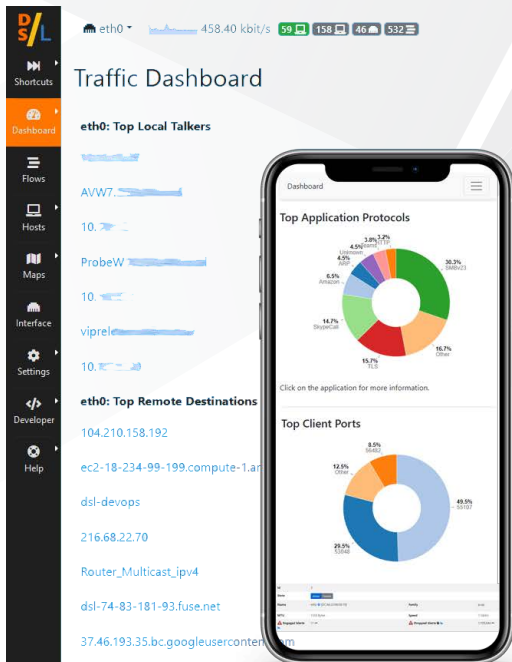 DSL
eth0
458.40 kbit/s 59 158 46 532
Shortcuts
Traffic Dashboard
Dashboard
eth0: Top Local Talkers
Flows
AVW7.
Hosts
10.
ProbeW
Maps
10.
Interface
viprele
Settings
10.
Developer
eth0: Top Remote Destinations
Help
104.210.158.192
ec2-18-234-99-199.compute-1.a
dsl-devops
216.68.22.70
Router_Multicast_ipv4
dsl-74-83-181-93.fuse.net
37.46.193.35.bc.googleusercontent.com
Dashboard
Top Application Protocols
3.2%
HTTP
3.8%
4.5%
Unknown
4.5%
ARP
6.5%
Amazon
14.7%
SkypeCall
15.7%
TLS
16.7%
Other
30.3%
SMBv23
Click on the application for more information.
Top Client Ports
8.5%
12.5%
Other
49.5%
29.5%